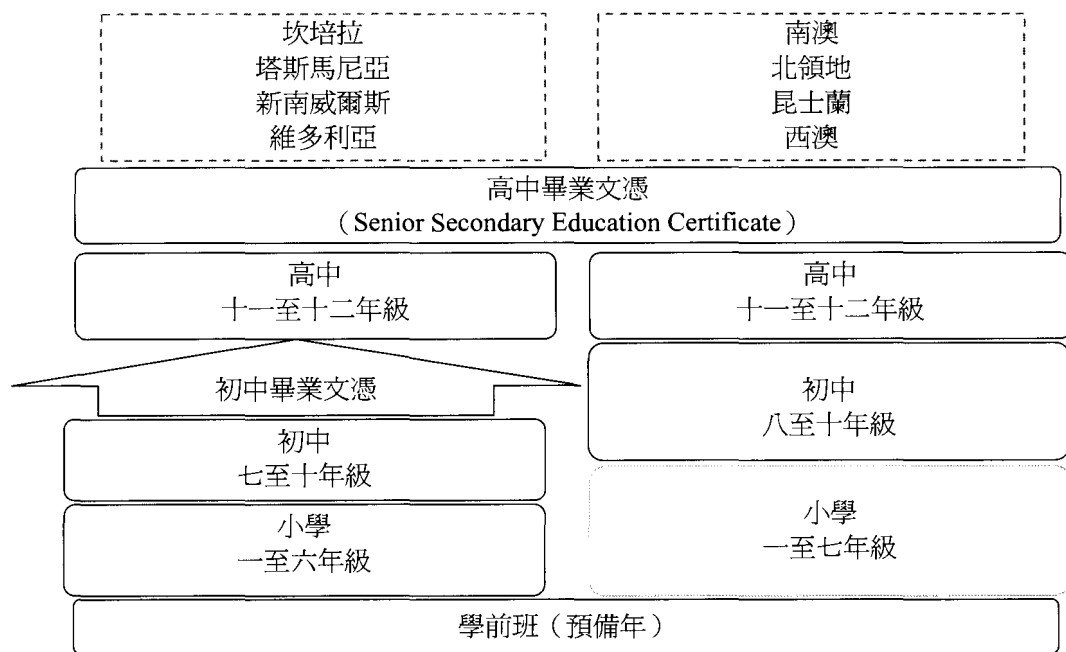 坎培拉
塔斯馬尼亞
新南威爾斯
維多利亞
南澳
北領地
昆士蘭
西澳
高中畢業文憑
（Senior Secondary Education Certificate）
高中
十一至十二年級
高中
十一至十二年級
初中畢業文憑
初中
七至十年級
初中
八至十年級
小學
一至六年級
小學
一至七年級
學前班（預備年）